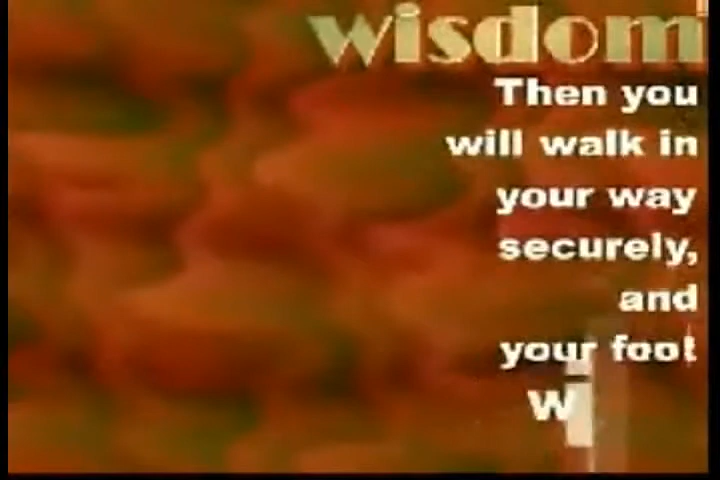 wisdom
Then you
will walk in
your way
securely,
and
your foot
W